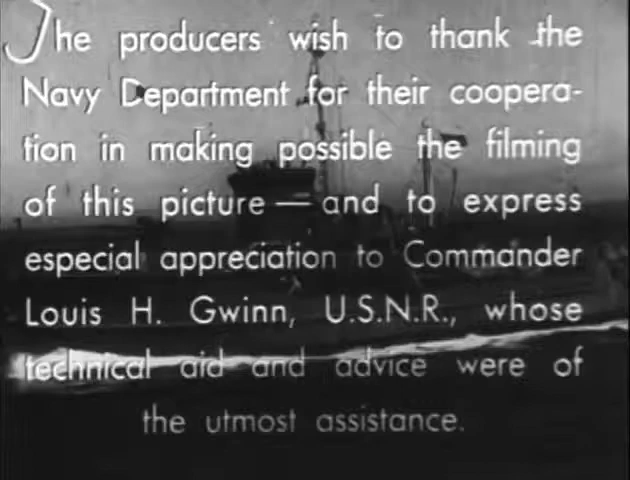 The producers wish to thank the
Navy Department for their coopera-
tion in making possible the filming
of this picture — and to express
especial appreciation to Commander
Louis H. Gwinn, U.S.N.R., whose
technical aid and advice were of
the utmost assistance.